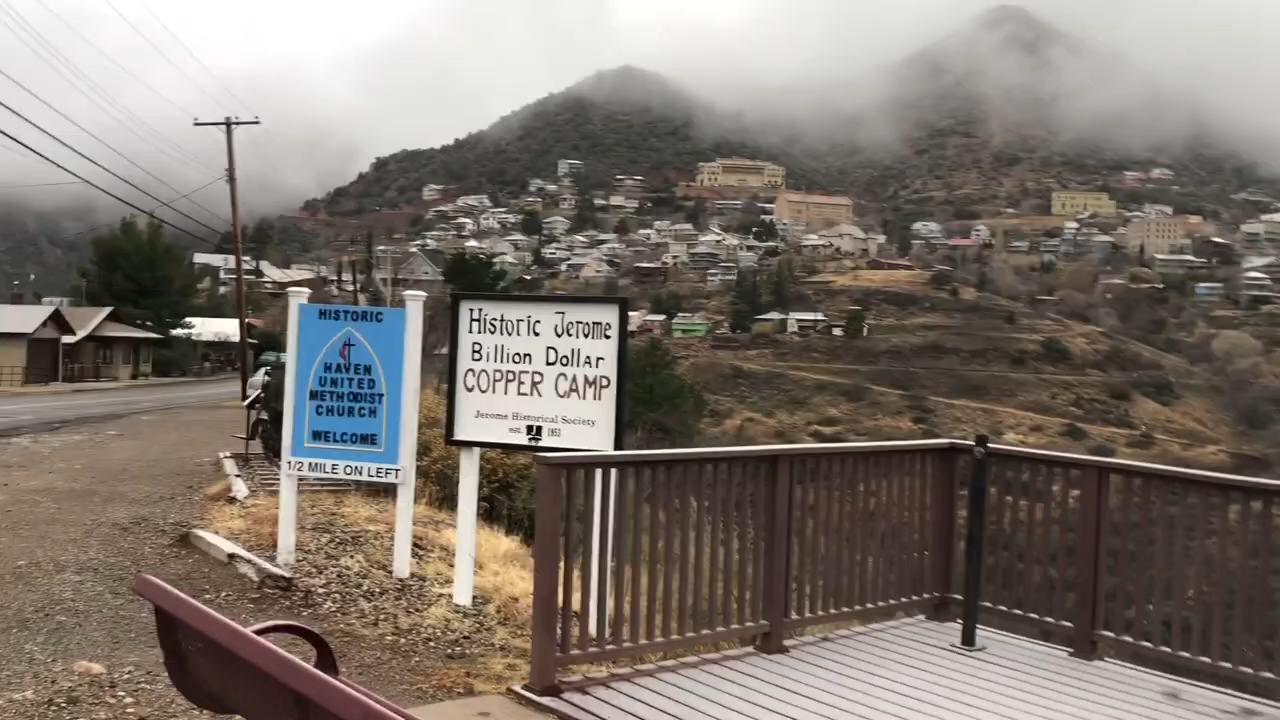 HISTORIC
HAVEN
UNITED
METHODIST
CHURCH
WELCOME
1/2 MILE ON LEFT
Historic Jerome
Billion Dollar
COPPER CAMP
Jerome Historical Society
est. J 1953